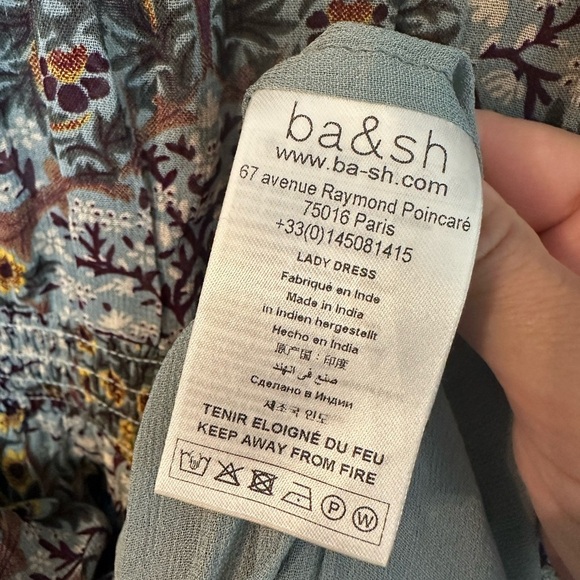 ba&sh
www.ba-sh.com
67 avenue Raymond Poincaré
75016 Paris
+33(0)145081415
LADY DRESS
Fabriqué en Inde
Made in India
in Indien hergestellt
Hecho en India
原产国：印度
صنع في الهند
Сделано в Индии
제조국 인도
TENIR ELOIGNÉ DU FEU
KEEP AWAY FROM FIRE
P W